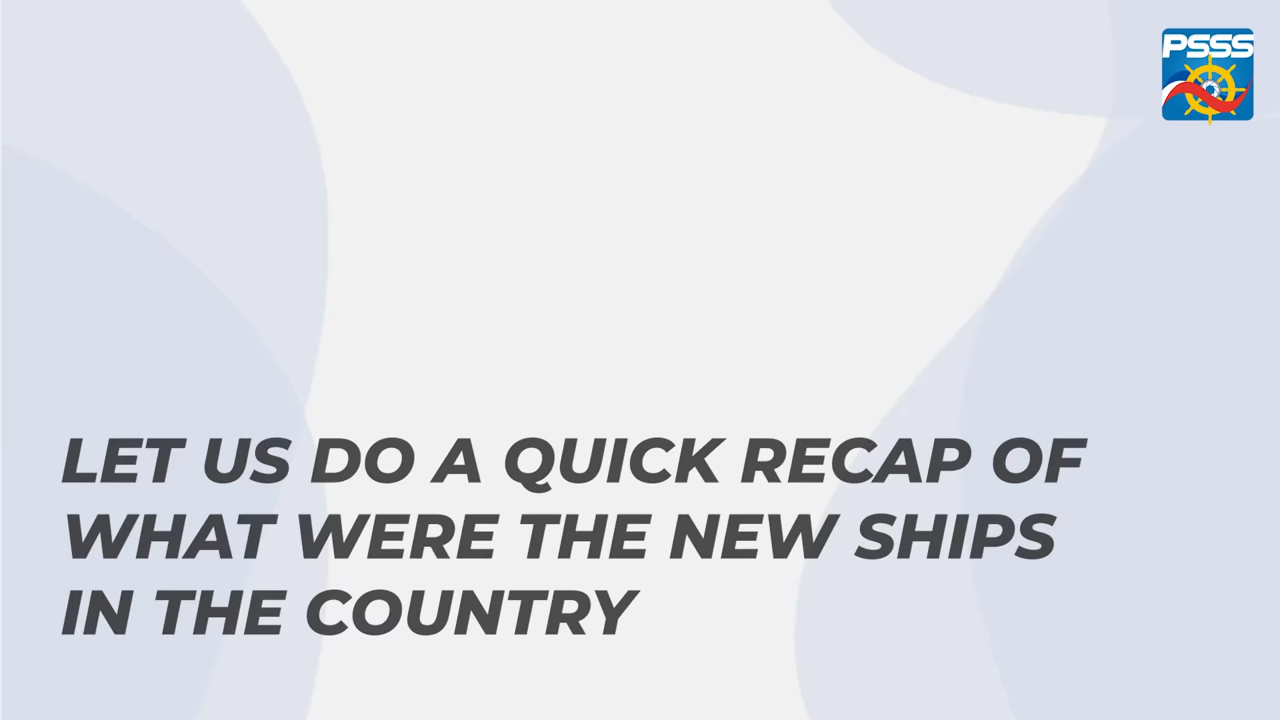 PSSS
LET US DO A QUICK RECAP OF
WHAT WERE THE NEW SHIPS
IN THE COUNTRY